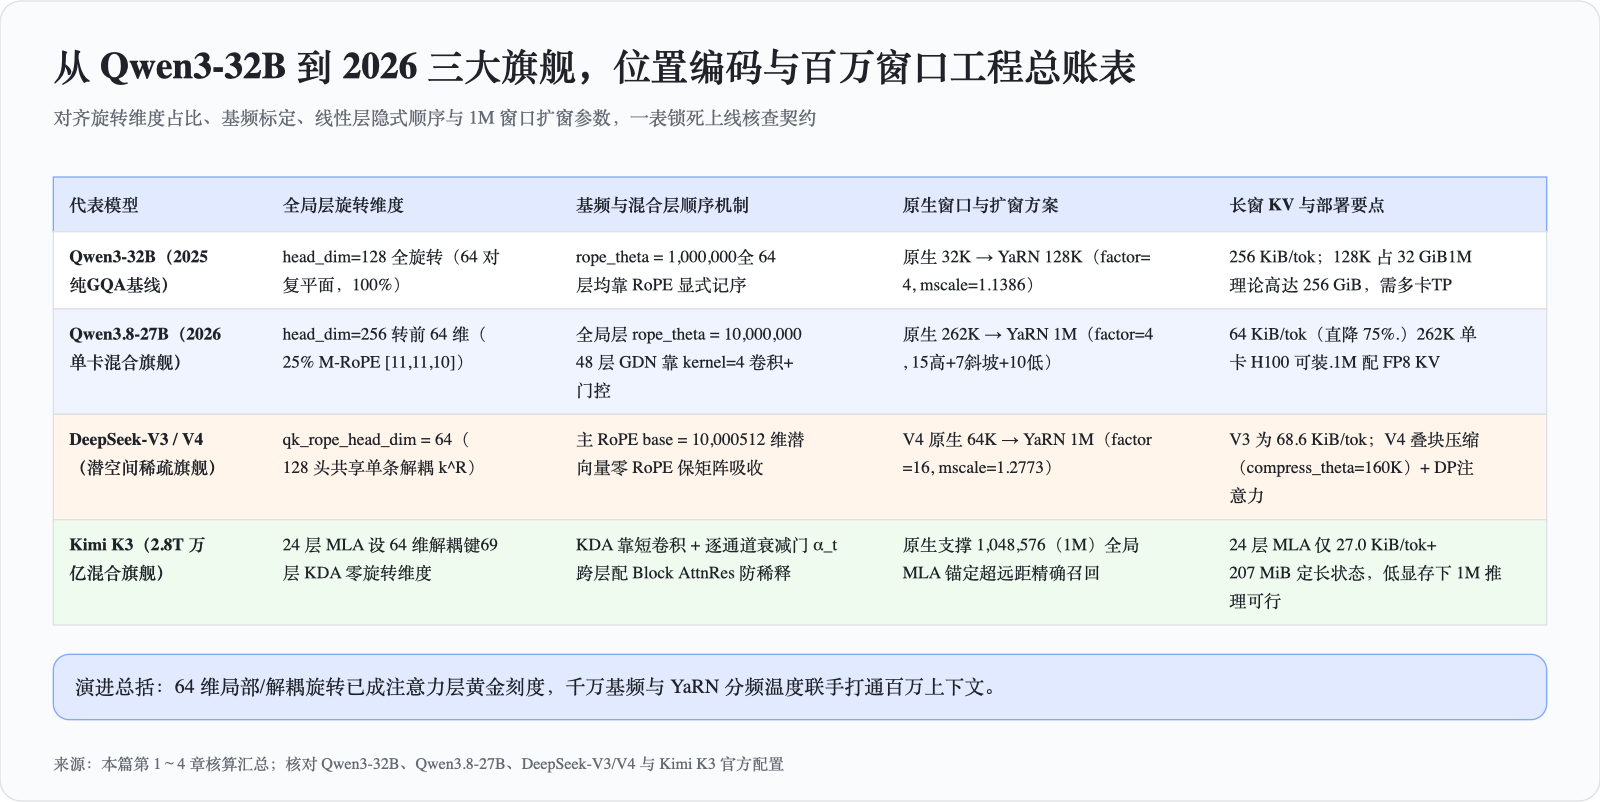 从 Qwen3-32B 到 2026 三大旗舰，位置编码与百万窗口工程总账表
对齐旋转维度占比、基频标定、线性层隐式顺序与 1M 窗口扩窗参数，一表锁死上线核查契约
代表模型
全局层旋转维度
基频与混合层顺序机制
原生窗口与扩窗方案
长窗 KV 与部署要点
Qwen3-32B（2025
纯GQA基线）
head_dim=128 全旋转（64 对
复平面，100%）
rope_theta = 1,000,000全 64
层均靠 RoPE 显式记序
原生 32K → YaRN 128K（factor=
4, mscale=1.1386）
256 KiB/tok；128K 占 32 GiB1M
理论高达 256 GiB，需多卡TP
Qwen3.8-27B（2026
单卡混合旗舰）
head_dim=256 转前 64 维（
25% M-RoPE [11,11,10]）
全局层 rope_theta = 10,000,000
48 层 GDN 靠 kernel=4 卷积+
门控
原生 262K → YaRN 1M（factor=4
, 15高+7斜坡+10低）
64 KiB/tok（直降 75%.）262K 单
卡 H100 可装.1M 配 FP8 KV
DeepSeek-V3 / V4
（潜空间稀疏旗舰）
qk_rope_head_dim = 64（
128 头共享单条解耦 k^R）
主 RoPE base = 10,000512 维潜
向量零 RoPE 保矩阵吸收
V4 原生 64K → YaRN 1M（factor
=16, mscale=1.2773）
V3 为 68.6 KiB/tok；V4 叠块压缩
（compress_theta=160K）+ DP注
意力
Kimi K3（2.8T 万
亿混合旗舰）
24 层 MLA 设 64 维解耦键69
层 KDA 零旋转维度
KDA 靠短卷积 + 逐通道衰减门 α_t
跨层配 Block AttnRes 防稀释
原生支撑 1,048,576（1M）全局
MLA 锚定超远距精确召回
24 层 MLA 仅 27.0 KiB/tok+
207 MiB 定长状态，低显存下 1M 推
理可行
演进总括：64 维局部/解耦旋转已成注意力层黄金刻度，千万基频与 YaRN 分频温度联手打通百万上下文。
来源：本篇第 1～4 章核算汇总；核对 Qwen3-32B、Qwen3.8-27B、DeepSeek-V3/V4 与 Kimi K3 官方配置